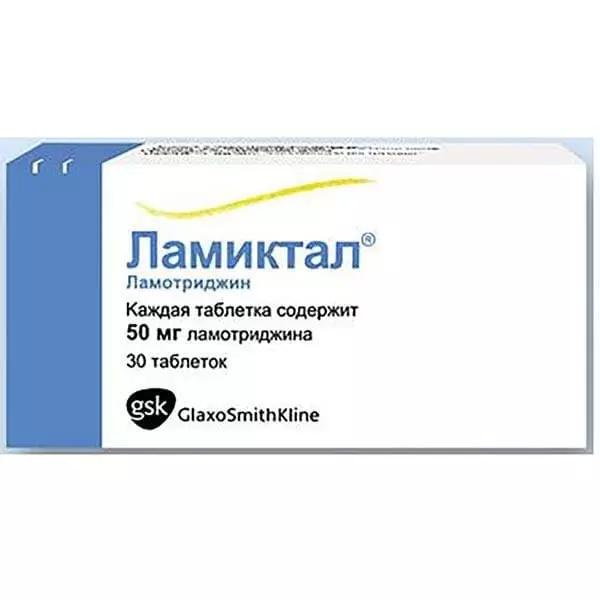 Ламиктал®
Ламотриджин
Каждая таблетка содержит
50 мг ламотриджина
30 таблеток
gsk GlaxoSmithKline